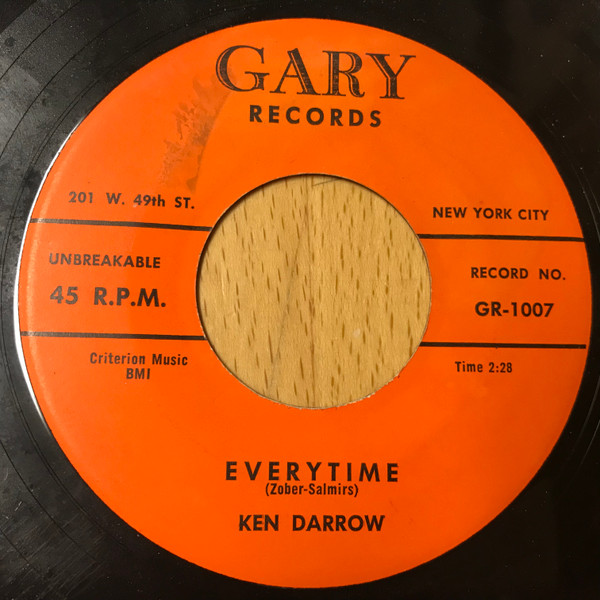 GARY
RECORDS
201 W. 49th ST.
NEW YORK CITY
UNBREAKABLE
45 R.P.M.
RECORD NO.
GR-1007
Criterion Music
BMI
Time 2:28
EVERYTIME
(Zober-Salmirs)
KEN DARROW